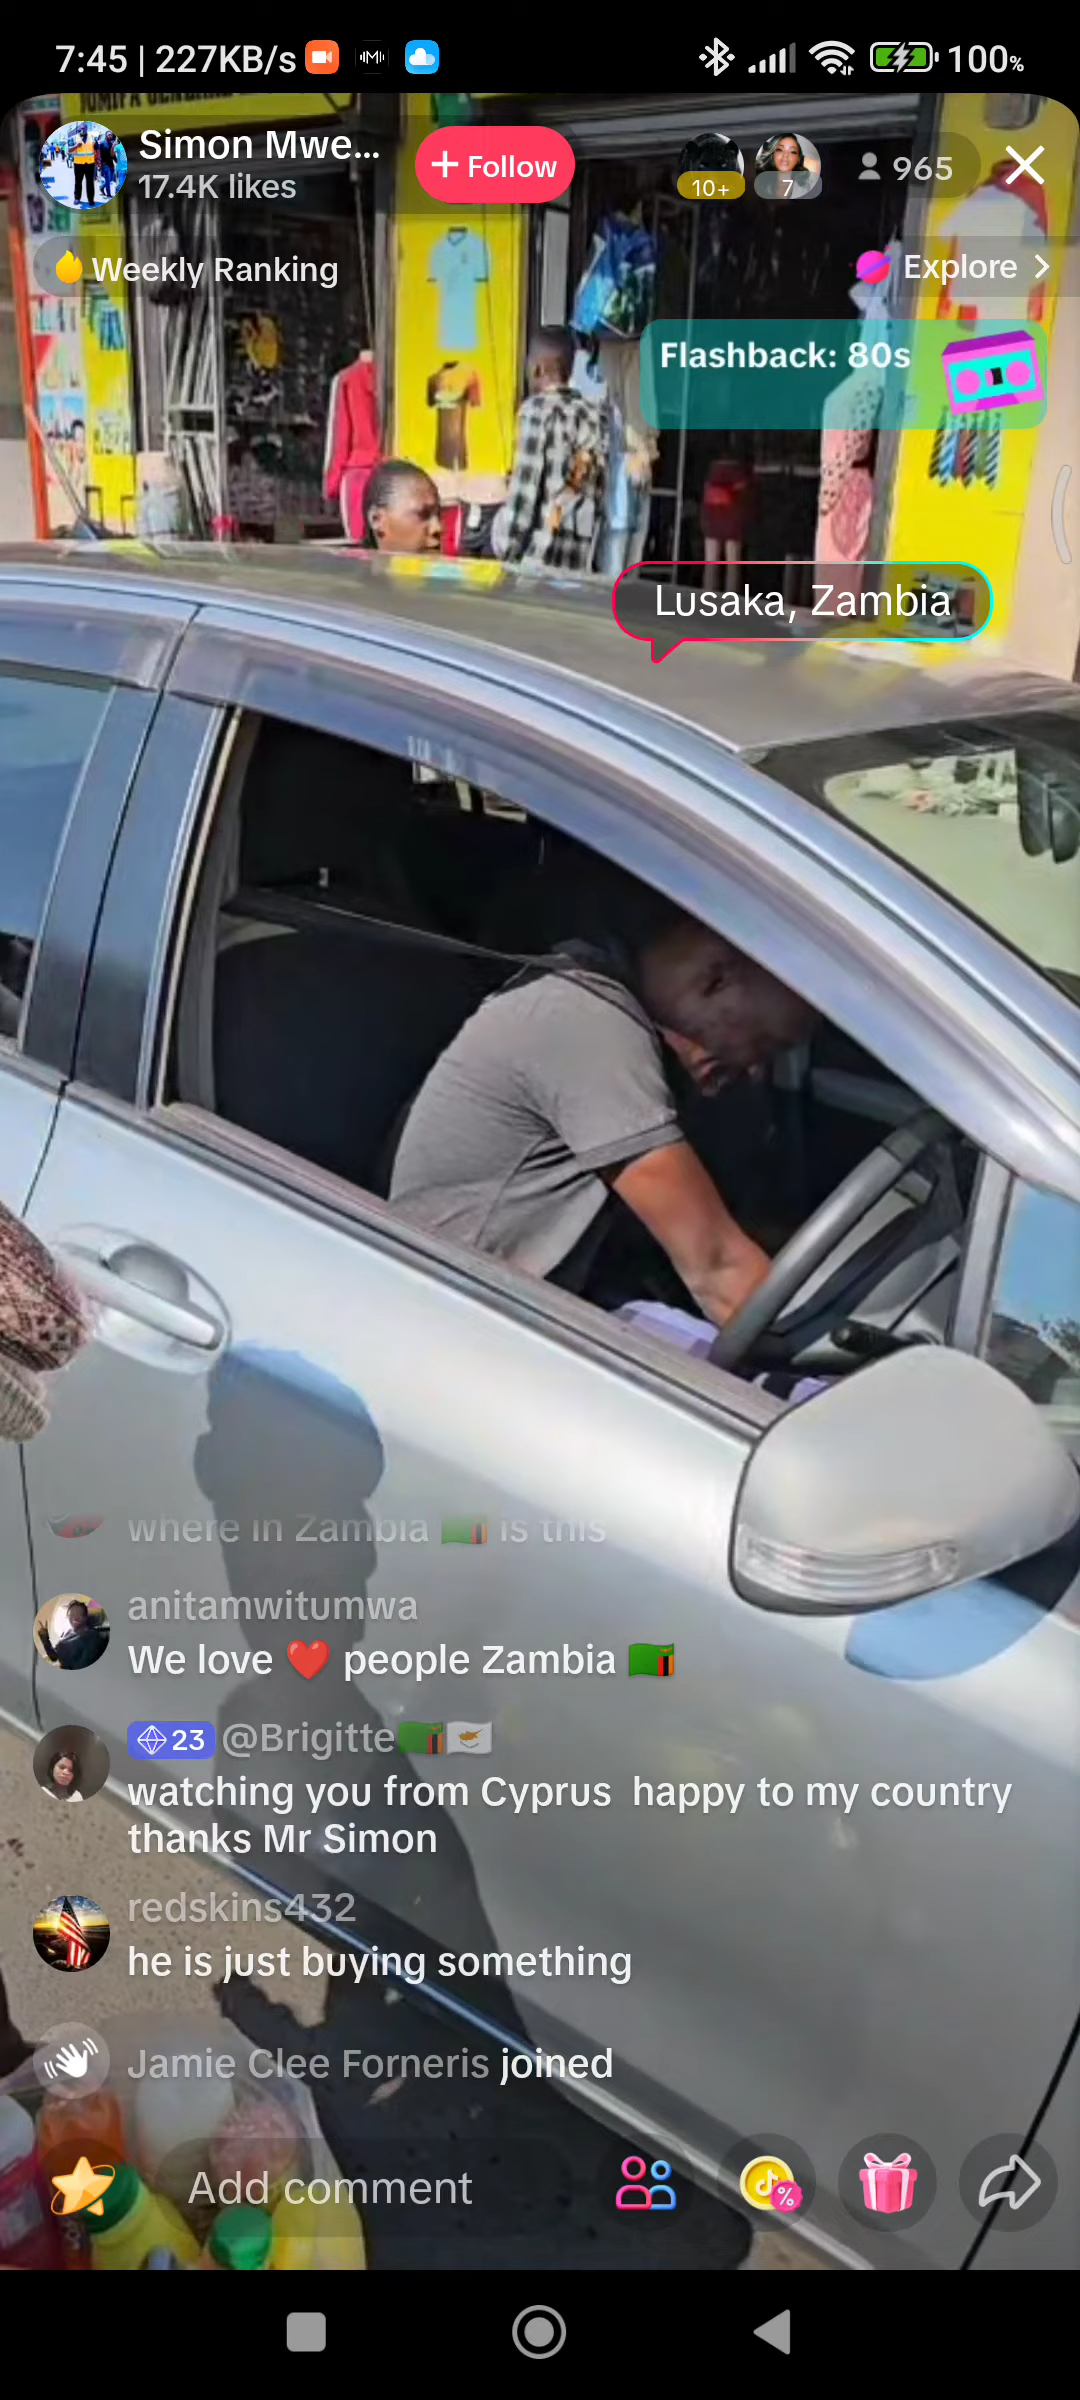 7:45 | 227KB/s
100%
Simon Mwe...
17.4K likes
+ Follow
10+
7
965
Weekly Ranking
Explore >
Flashback: 80s
Lusaka, Zambia
where in Zambia 🇿🇲 is this
anitamwitumwa
We love ❤️ people Zambia 🇿🇲
23 @Brigitte🇿🇲🇨🇾
watching you from Cyprus happy to my country
thanks Mr Simon
redskins432
he is just buying something
Jamie Clee Forneris joined
Add comment